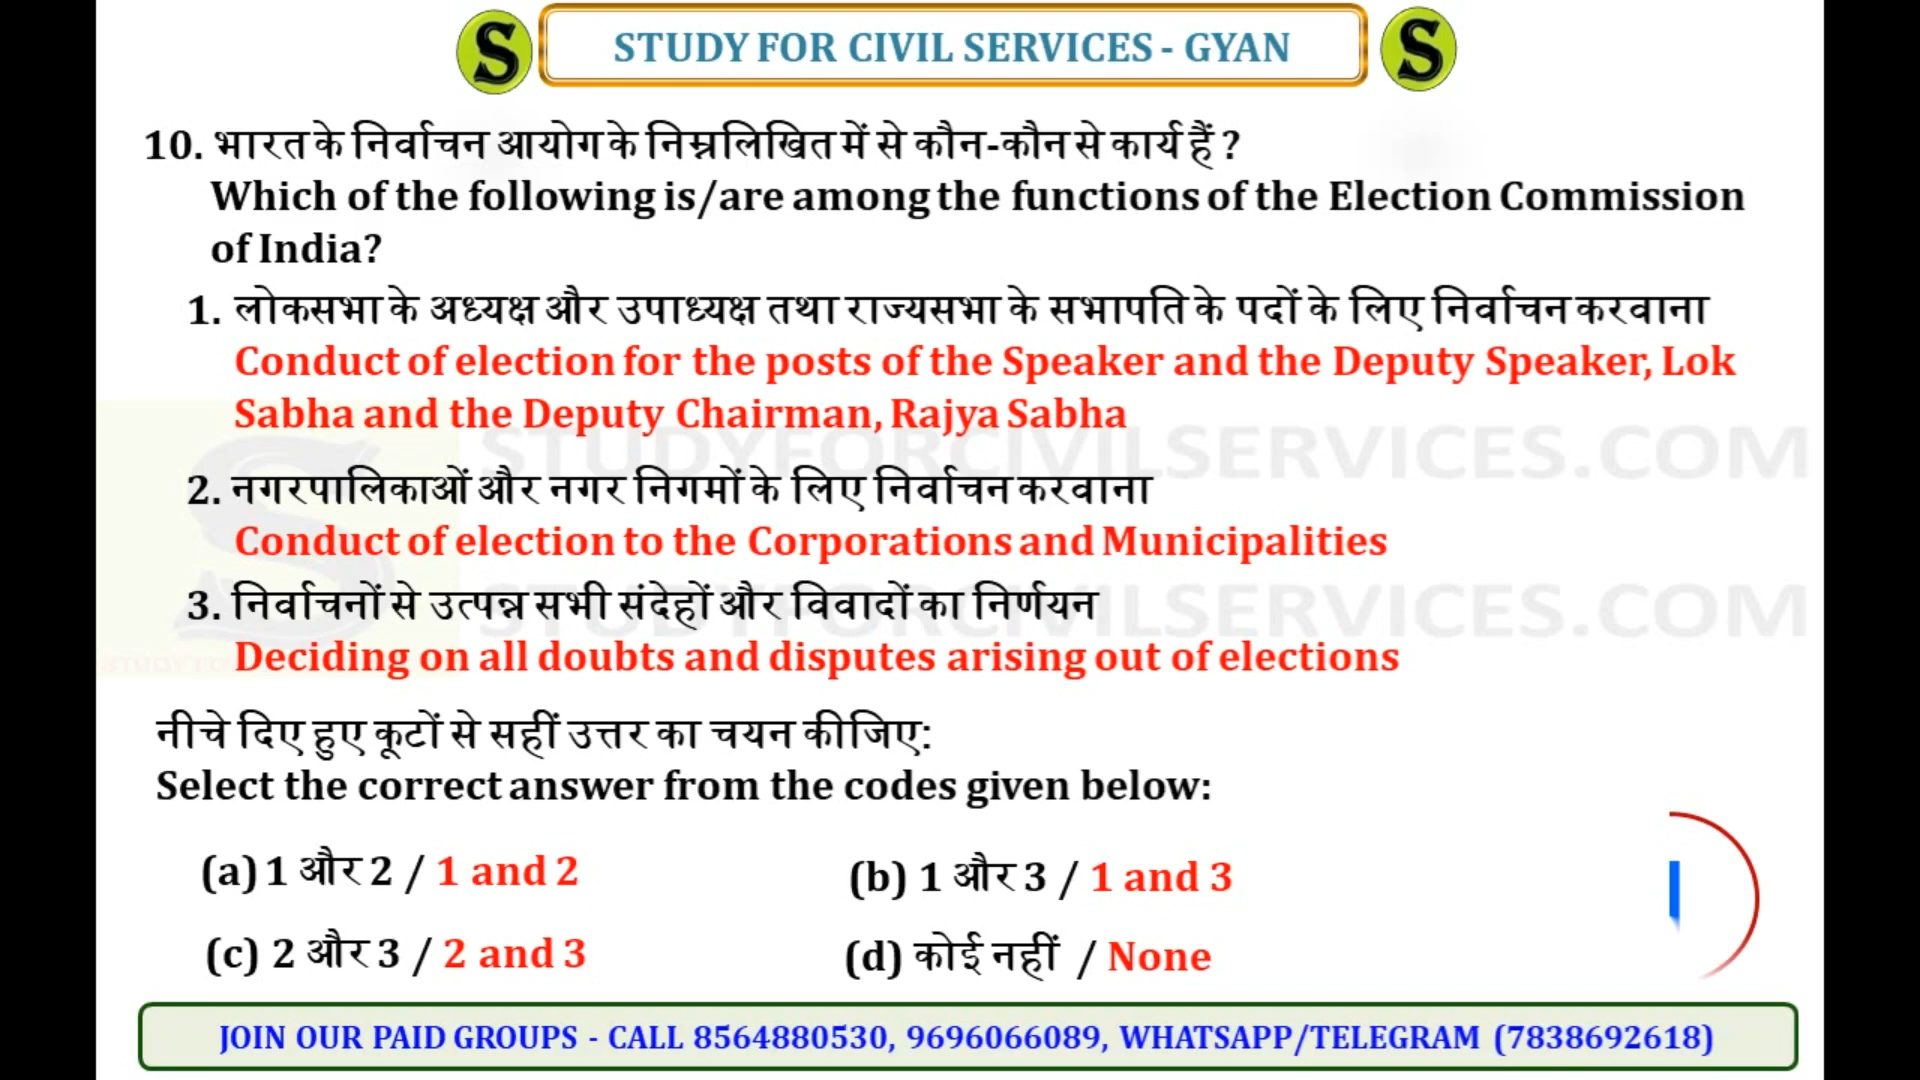 S STUDY FOR CIVIL SERVICES - GYAN S
10. भारत के निर्वाचन आयोग के निम्नलिखित में से कौन-कौन से कार्य हैं ?
Which of the following is/are among the functions of the Election Commission
of India?
1. लोकसभा के अध्यक्ष और उपाध्यक्ष तथा राज्यसभा के सभापति के पदों के लिए निर्वाचन करवाना
Conduct of election for the posts of the Speaker and the Deputy Speaker, Lok
Sabha and the Deputy Chairman, Rajya Sabha
STUDYFORCIVILSERVICES.COM
2. नगरपालिकाओं और नगर निगमों के लिए निर्वाचन करवाना
Conduct of election to the Corporations and Municipalities
3. निर्वाचनों से उत्पन्न सभी संदेहों और विवादों का निर्णयन
STUDYFORCIVILSERVICES.COM
Deciding on all doubts and disputes arising out of elections
नीचे दिए हुए कूटों से सहीं उत्तर का चयन कीजिए:
Select the correct answer from the codes given below:
(a) 1 और 2 / 1 and 2 (b) 1 और 3 / 1 and 3
(c) 2 और 3 / 2 and 3 (d) कोई नहीं / None
JOIN OUR PAID GROUPS - CALL 8564880530, 9696066089, WHATSAPP/TELEGRAM (7838692618)